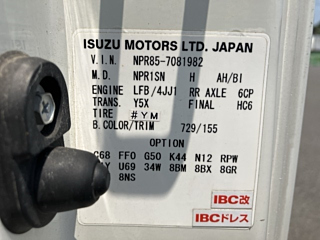 ISUZU MOTORS LTD. JAPAN
V.I.N. NPR85-7081982
M.D. NPR1SN H AH/BI
ENGINE LFB/4JJ1 RR AXLE 6CP
TRANS. Y5X FINAL HC6
TIRE #YM
B.COLOR/TRIM 729/155
OPTION
C68 FF0 G50 K44 N12 RPW
U69 34W 8BM 8BX 8GR
8NS
IBC改
IBCドレス